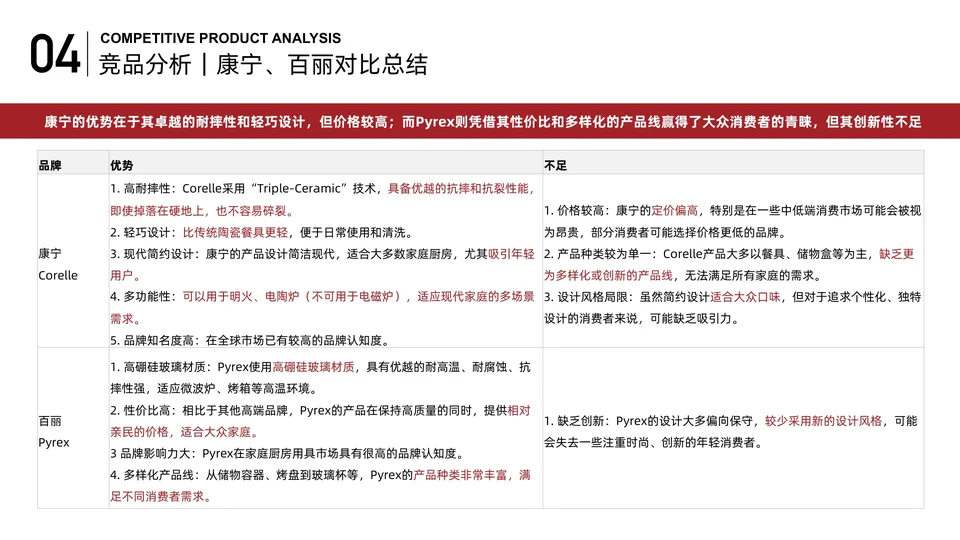 04
COMPETITIVE PRODUCT ANALYSIS
竞品分析｜康宁、百丽对比总结
康宁的优势在于其卓越的耐摔性和轻巧设计，但价格较高；而Pyrex则凭借其性价比和多样化的产品线赢得了大众消费者的青睐，但其创新性不足
品牌
优势
不足
康宁
Corelle
1. 高耐摔性：Corelle采用“Triple-Ceramic”技术，具备优越的抗摔和抗裂性能，
即使掉落在硬地上，也不容易碎裂。
2. 轻巧设计：比传统陶瓷餐具更轻，便于日常使用和清洗。
3. 现代简约设计：康宁的产品设计简洁现代，适合大多数家庭厨房，尤其吸引年轻
用户。
4. 多功能性：可以用于明火、电陶炉（不可用于电磁炉），适应现代家庭的多场景
需求。
5. 品牌知名度高：在全球市场已有较高的品牌认知度。
1. 价格较高：康宁的定价偏高，特别是在一些中低端消费市场可能会被视
为昂贵，部分消费者可能选择价格更低的品牌。
2. 产品种类较为单一：Corelle产品大多以餐具、储物盒等为主，缺乏更
为多样化或创新的产品线，无法满足所有家庭的需求。
3. 设计风格局限：虽然简约设计适合大众口味，但对于追求个性化、独特
设计的消费者来说，可能缺乏吸引力。
百丽
Pyrex
1. 高硼硅玻璃材质：Pyrex使用高硼硅玻璃材质，具有优越的耐高温、耐腐蚀、抗
摔性强，适应微波炉、烤箱等高温环境。
2. 性价比高：相比于其他高端品牌，Pyrex的产品在保持高质量的同时，提供相对
亲民的价格，适合大众家庭。
3 品牌影响力大：Pyrex在家庭厨房用具市场具有很高的品牌认知度。
4. 多样化产品线：从储物容器、烤盘到玻璃杯等，Pyrex的产品种类非常丰富，满
足不同消费者需求。
1. 缺乏创新：Pyrex的设计大多偏向保守，较少采用新的设计风格，可能
会失去一些注重时尚、创新的年轻消费者。